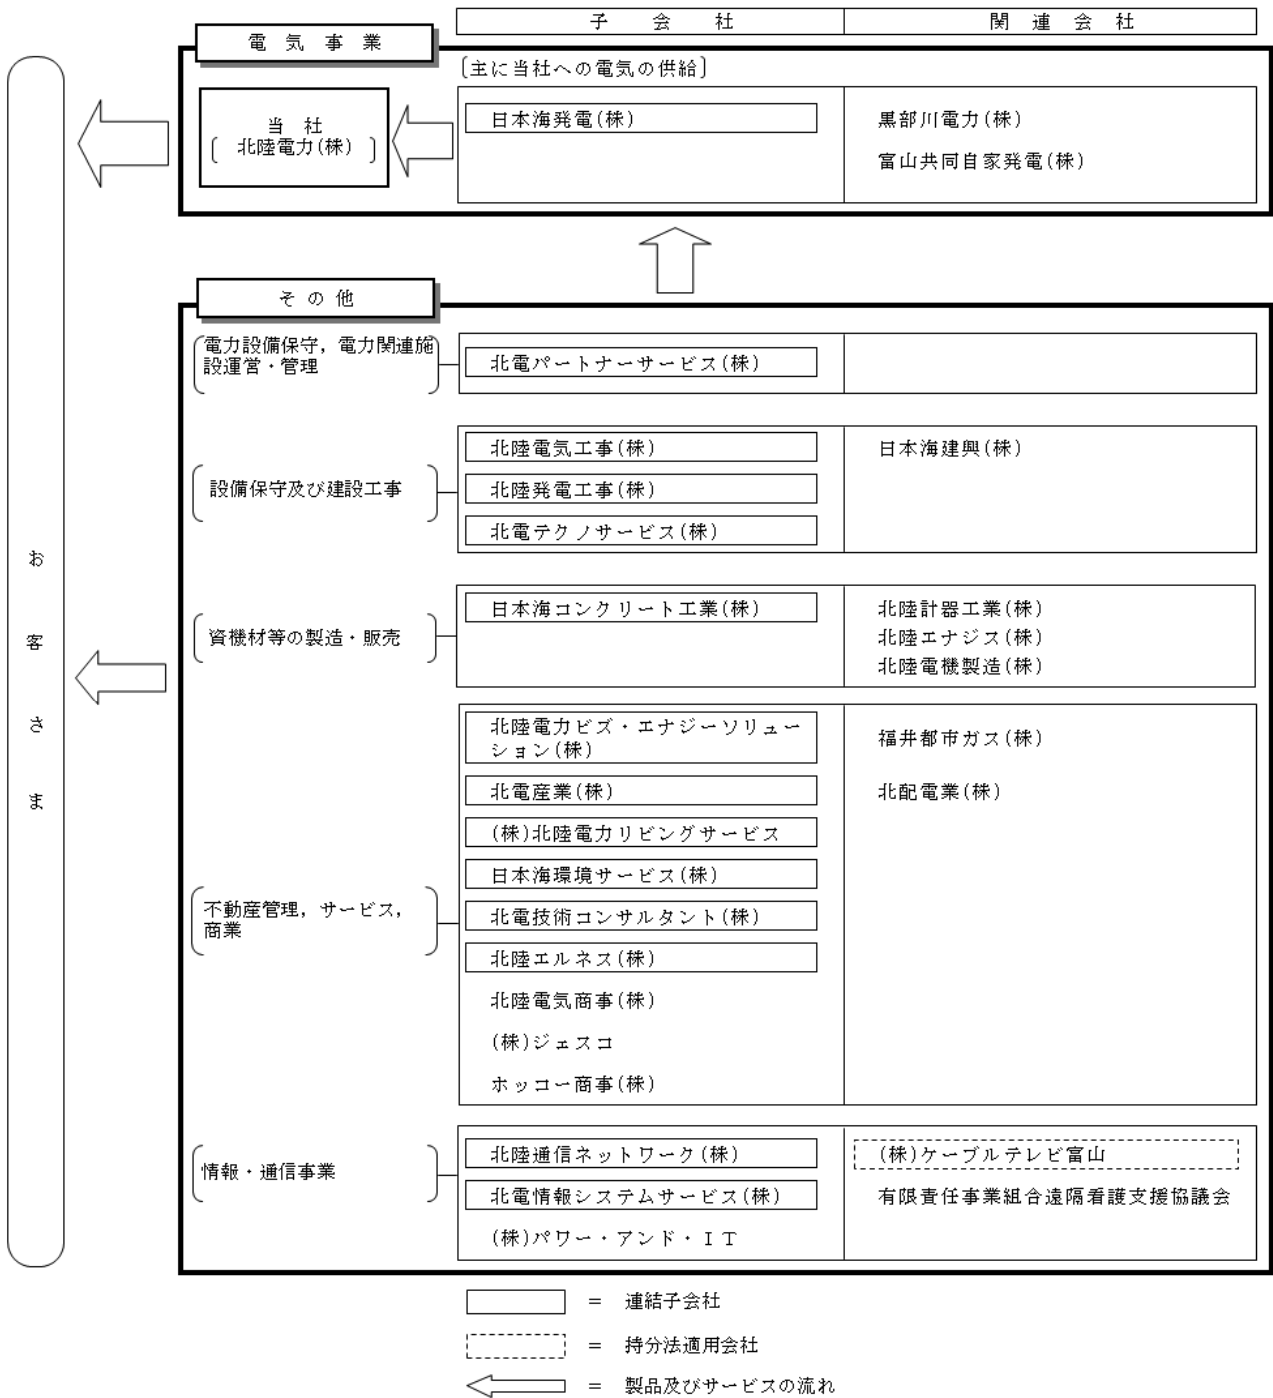 子 会 社
関 連 会 社
電 気 事 業
〔主に当社への電気の供給〕
当 社
〔 北陸電力(株) 〕
日本海発電(株)
黒部川電力(株)
富山共同自家発電(株)
その他
電力設備保守，電力関連施
設運営・管理
北電パートナーサービス(株)
設備保守及び建設工事
北陸電気工事(株)
北陸発電工事(株)
北電テクノサービス(株)
日本海建興(株)
資機材等の製造・販売
日本海コンクリート工業(株)
北陸計器工業(株)
北陸エナジス(株)
北陸電機製造(株)
不動産管理，サービス，
商業
北陸電力ビズ・エナジーソリュー
ション(株)
北電産業(株)
(株)北陸電力リビングサービス
日本海環境サービス(株)
北電技術コンサルタント(株)
北陸エルネス(株)
北陸電気商事(株)
(株)ジェスコ
ホッコー商事(株)
福井都市ガス(株)
北配電業(株)
情報・通信事業
北陸通信ネットワーク(株)
北電情報システムサービス(株)
(株)パワー・アンド・ＩＴ
(株)ケーブルテレビ富山
有限責任事業組合遠隔看護支援協議会
お客さま
＝ 連結子会社
＝ 持分法適用会社
＝ 製品及びサービスの流れ